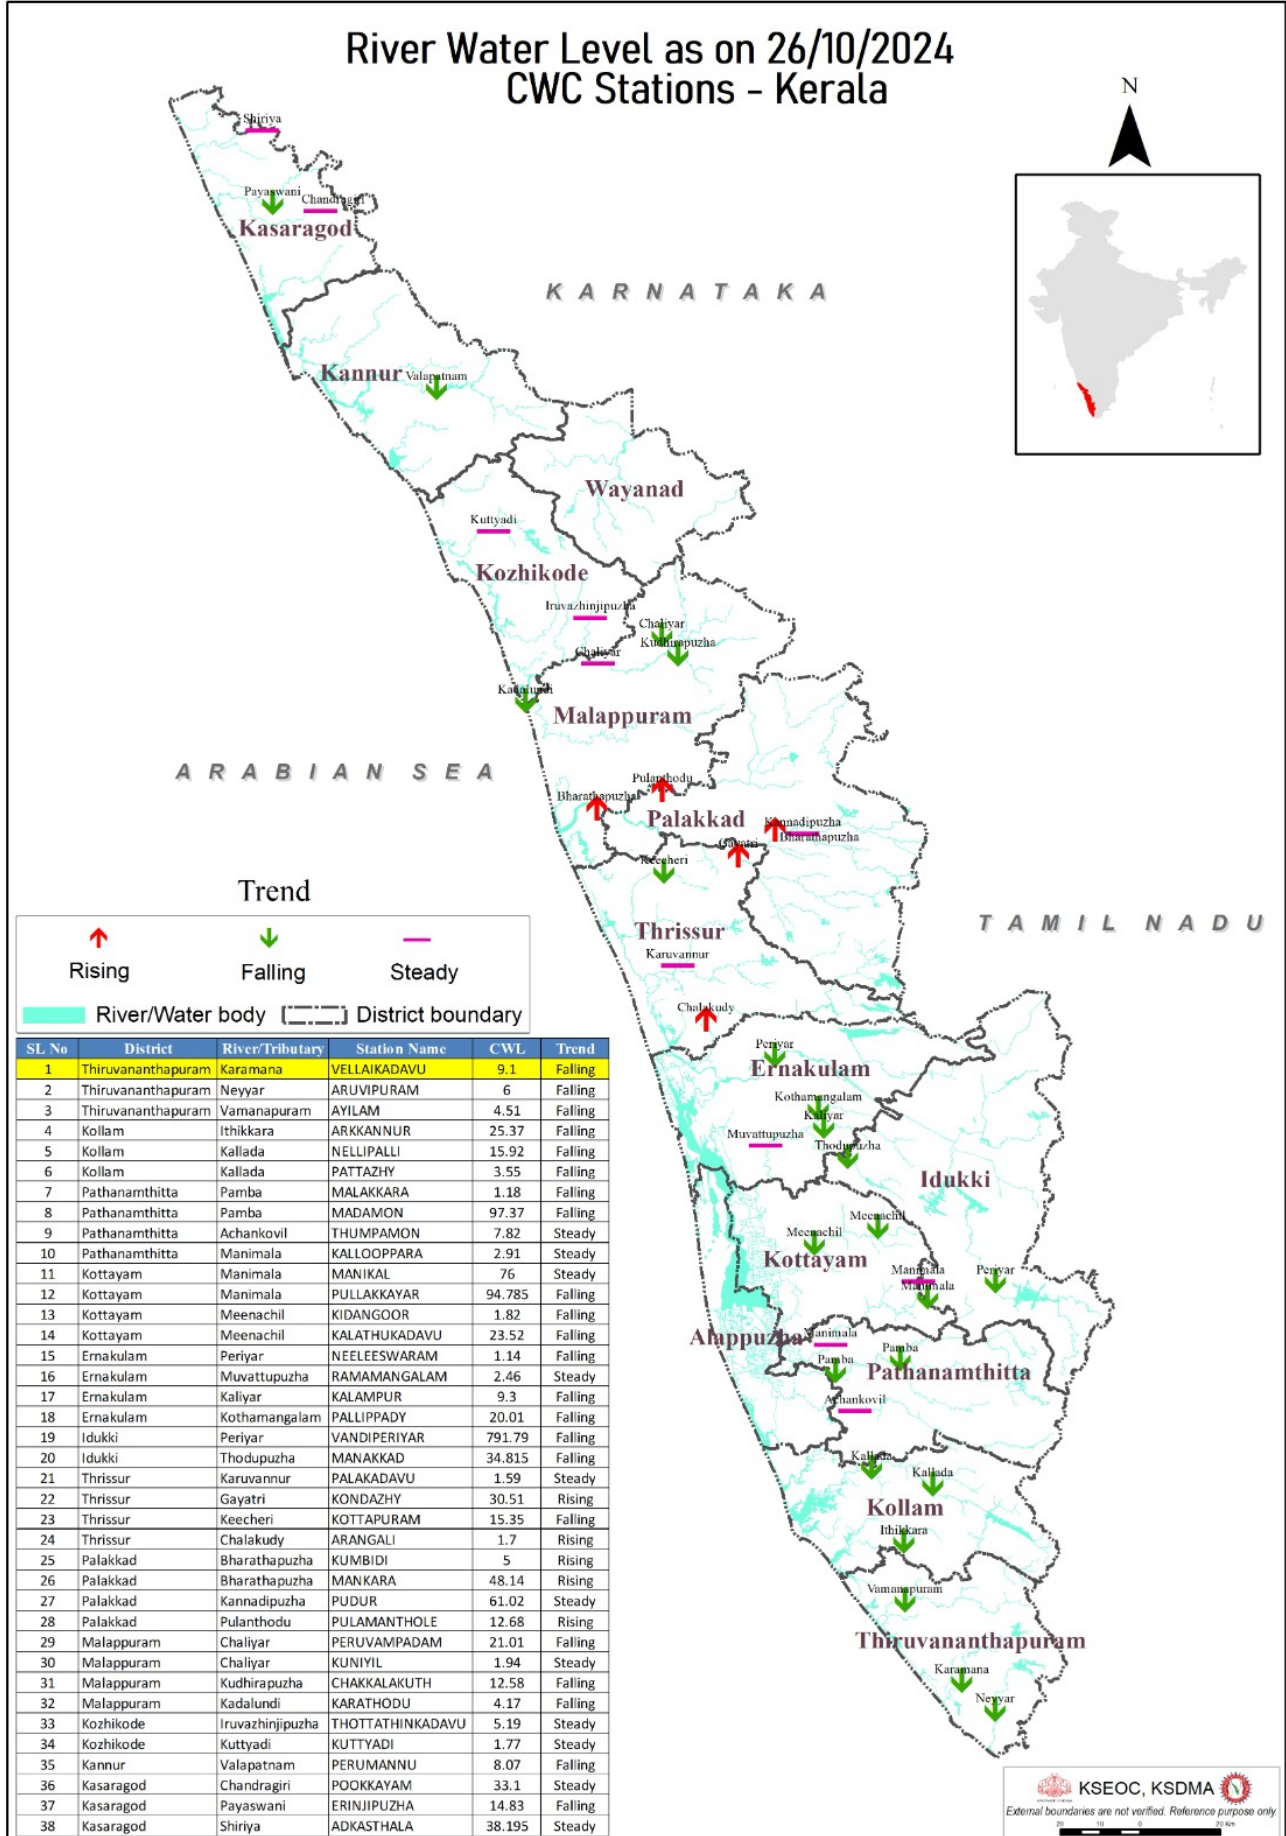 River Water Level as on 26/10/2024
CWC Stations - Kerala
N
Shiriya
Payaswani
Chandragiri
Kasaragod
KARNATAKA
Kannur
Valapatnam
Wayanad
Kuttyadi
Kozhikode
Iruvazhinjipuzha
Chaliyar
Kudhirapuzha
Chaliyar
Kadalundi
Malappuram
ARABIAN SEA
Pulanthodu
Bharathapuzha
Palakkad
Kannadipuzha
Bharathapuzha
Gayatri
Keecheri
Thrissur
TAMIL NADU
Karuvannur
Chalakudy
Periyar
Ernakulam
Kothamangalam
Kaliyar
Muvattupuzha
Thodupuzha
Idukki
Meenachil
Meenachil
Kottayam
Manimala
Periyar
Manimala
Alappuzha
Manimala
Pamba
Pamba
Pathanamthitta
Achankovil
Kallada
Kallada
Kollam
Ithikkara
Vamanapuram
Thiruvananthapuram
Karamana
Neyyar
Trend
Rising Falling Steady
River/Water body District boundary
SL No District River/Tributary Station Name CWL Trend
1 Thiruvananthapuram Karamana VELLAIKADAVU 9.1 Falling
2 Thiruvananthapuram Neyyar ARUVIPURAM 6 Falling
3 Thiruvananthapuram Vamanapuram AYILAM 4.51 Falling
4 Kollam Ithikkara ARKKANNUR 25.37 Falling
5 Kollam Kallada NELLIPALLI 15.92 Falling
6 Kollam Kallada PATTAZHY 3.55 Falling
7 Pathanamthitta Pamba MALAKKARA 1.18 Falling
8 Pathanamthitta Pamba MADAMON 97.37 Falling
9 Pathanamthitta Achankovil THUMPAMON 7.82 Steady
10 Pathanamthitta Manimala KALLOOPPARA 2.91 Steady
11 Kottayam Manimala MANIKAL 76 Steady
12 Kottayam Manimala PULLAKKAYAR 94.785 Falling
13 Kottayam Meenachil KIDANGOOR 1.82 Falling
14 Kottayam Meenachil KALATHUKADAVU 23.52 Falling
15 Ernakulam Periyar NEELEESWARAM 1.14 Falling
16 Ernakulam Muvattupuzha RAMAMANGALAM 2.46 Steady
17 Ernakulam Kaliyar KALAMPUR 9.3 Falling
18 Ernakulam Kothamangalam PALLIPPADY 20.01 Falling
19 Idukki Periyar VANDIPERIYAR 791.79 Falling
20 Idukki Thodupuzha MANAKKAD 34.815 Falling
21 Thrissur Karuvannur PALAKADAVU 1.59 Steady
22 Thrissur Gayatri KONDAZHY 30.51 Rising
23 Thrissur Keecheri KOTTAPURAM 15.35 Falling
24 Thrissur Chalakudy ARANGALI 1.7 Rising
25 Palakkad Bharathapuzha KUMBIDI 5 Rising
26 Palakkad Bharathapuzha MANKARA 48.14 Rising
27 Palakkad Kannadipuzha PUDUR 61.02 Steady
28 Palakkad Pulanthodu PULAMANTHOLE 12.68 Rising
29 Malappuram Chaliyar PERUVAMPADAM 21.01 Falling
30 Malappuram Chaliyar KUNIYIL 1.94 Steady
31 Malappuram Kudhirapuzha CHAKKALAKUTH 12.58 Falling
32 Malappuram Kadalundi KARATHODU 4.17 Falling
33 Kozhikode Iruvazhinjipuzha THOTTATHINKADAVU 5.19 Steady
34 Kozhikode Kuttyadi KUTTYADI 1.77 Steady
35 Kannur Valapatnam PERUMANNU 8.07 Falling
36 Kasaragod Chandragiri POOKKAYAM 33.1 Steady
37 Kasaragod Payaswani ERINJIPUZHA 14.83 Falling
38 Kasaragod Shiriya ADKASTHALA 38.195 Steady
KSEOC, KSDMA
External boundaries are not verified. Reference purpose only
20 10 0 20 Km